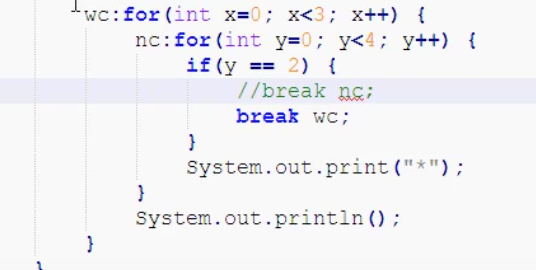 wc:for(int x=0; x<3; x++) {
nc:for(int y=0; y<4; y++) {
if(y == 2) {
//break nc;
break wc;
}
System.out.print("*");
}
System.out.println();
}
}